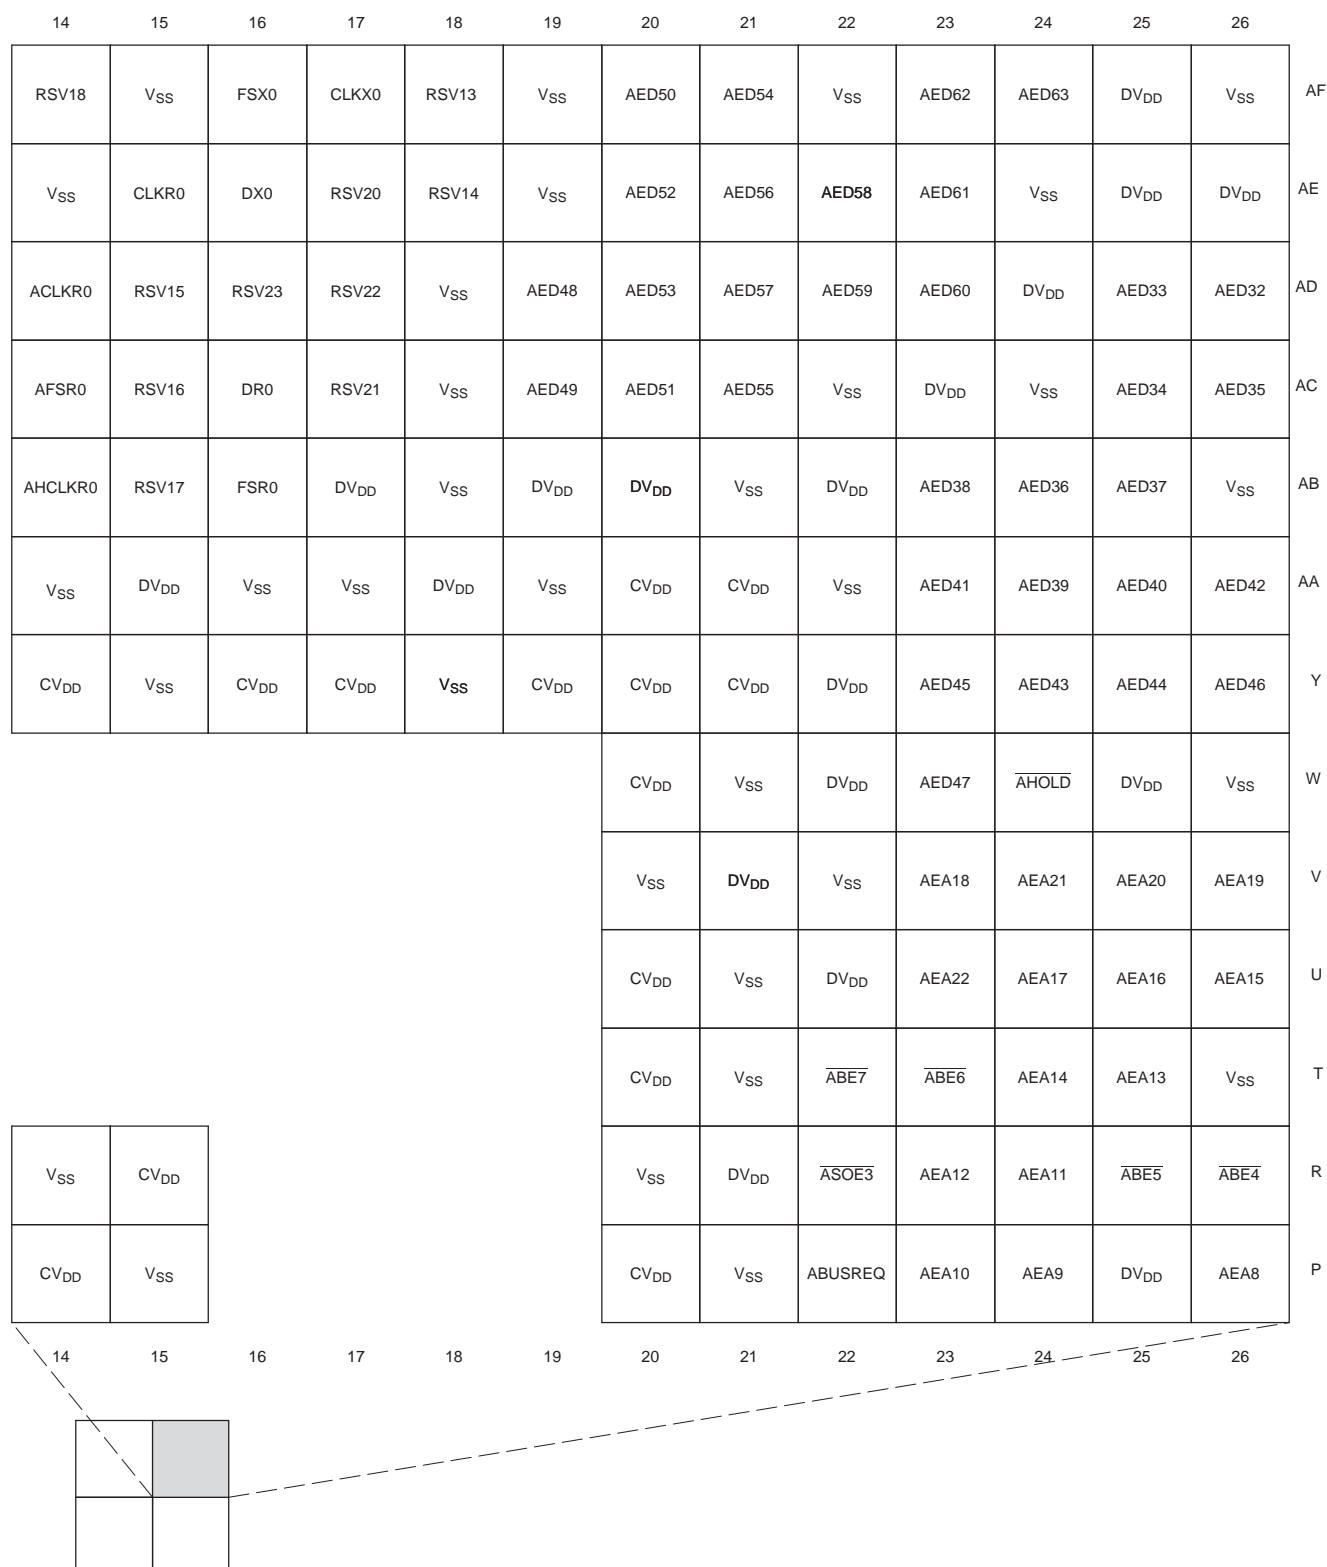 14 15 16 17 18 19 20 21 22 23 24 25 26
RSV18 VSS FSX0 CLKX0 RSV13 VSS AED50 AED54 VSS AED62 AED63 DVDD VSS AF
VSS CLKR0 DX0 RSV20 RSV14 VSS AED52 AED56 AED58 AED61 VSS DVDD DVDD AE
ACLKR0 RSV15 RSV23 RSV22 VSS AED48 AED53 AED57 AED59 AED60 DVDD AED33 AED32 AD
AFSR0 RSV16 DR0 RSV21 VSS AED49 AED51 AED55 VSS DVDD VSS AED34 AED35 AC
AHCLKR0 RSV17 FSR0 DVDD VSS DVDD DVDD VSS DVDD AED38 AED36 AED37 VSS AB
VSS DVDD VSS VSS DVDD VSS CVDD CVDD VSS AED41 AED39 AED40 AED42 AA
CVDD VSS CVDD CVDD VSS CVDD CVDD CVDD DVDD AED45 AED43 AED44 AED46 Y
CVDD VSS DVDD AED47 AHOLD DVDD VSS W
VSS DVDD VSS AEA18 AEA21 AEA20 AEA19 V
CVDD VSS DVDD AEA22 AEA17 AEA16 AEA15 U
CVDD VSS ABE7 ABE6 AEA14 AEA13 VSS T
VSS CVDD VSS DVDD ASOE3 AEA12 AEA11 ABE5 ABE4 R
CVDD VSS CVDD VSS ABUSREQ AEA10 AEA9 DVDD AEA8 P
14 15 16 17 18 19 20 21 22 23 24 25 26